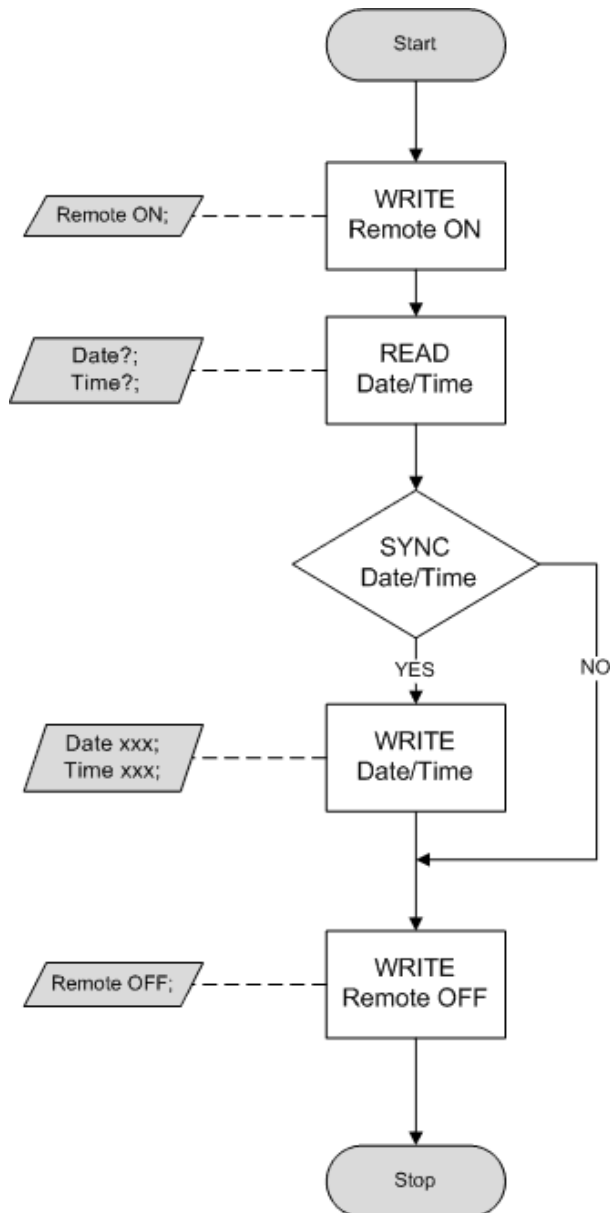 Start
Remote ON;
WRITE
Remote ON
Date?;
Time?;
READ
Date/Time
SYNC
Date/Time
YES
NO
Date xxx;
Time xxx;
WRITE
Date/Time
Remote OFF;
WRITE
Remote OFF
Stop